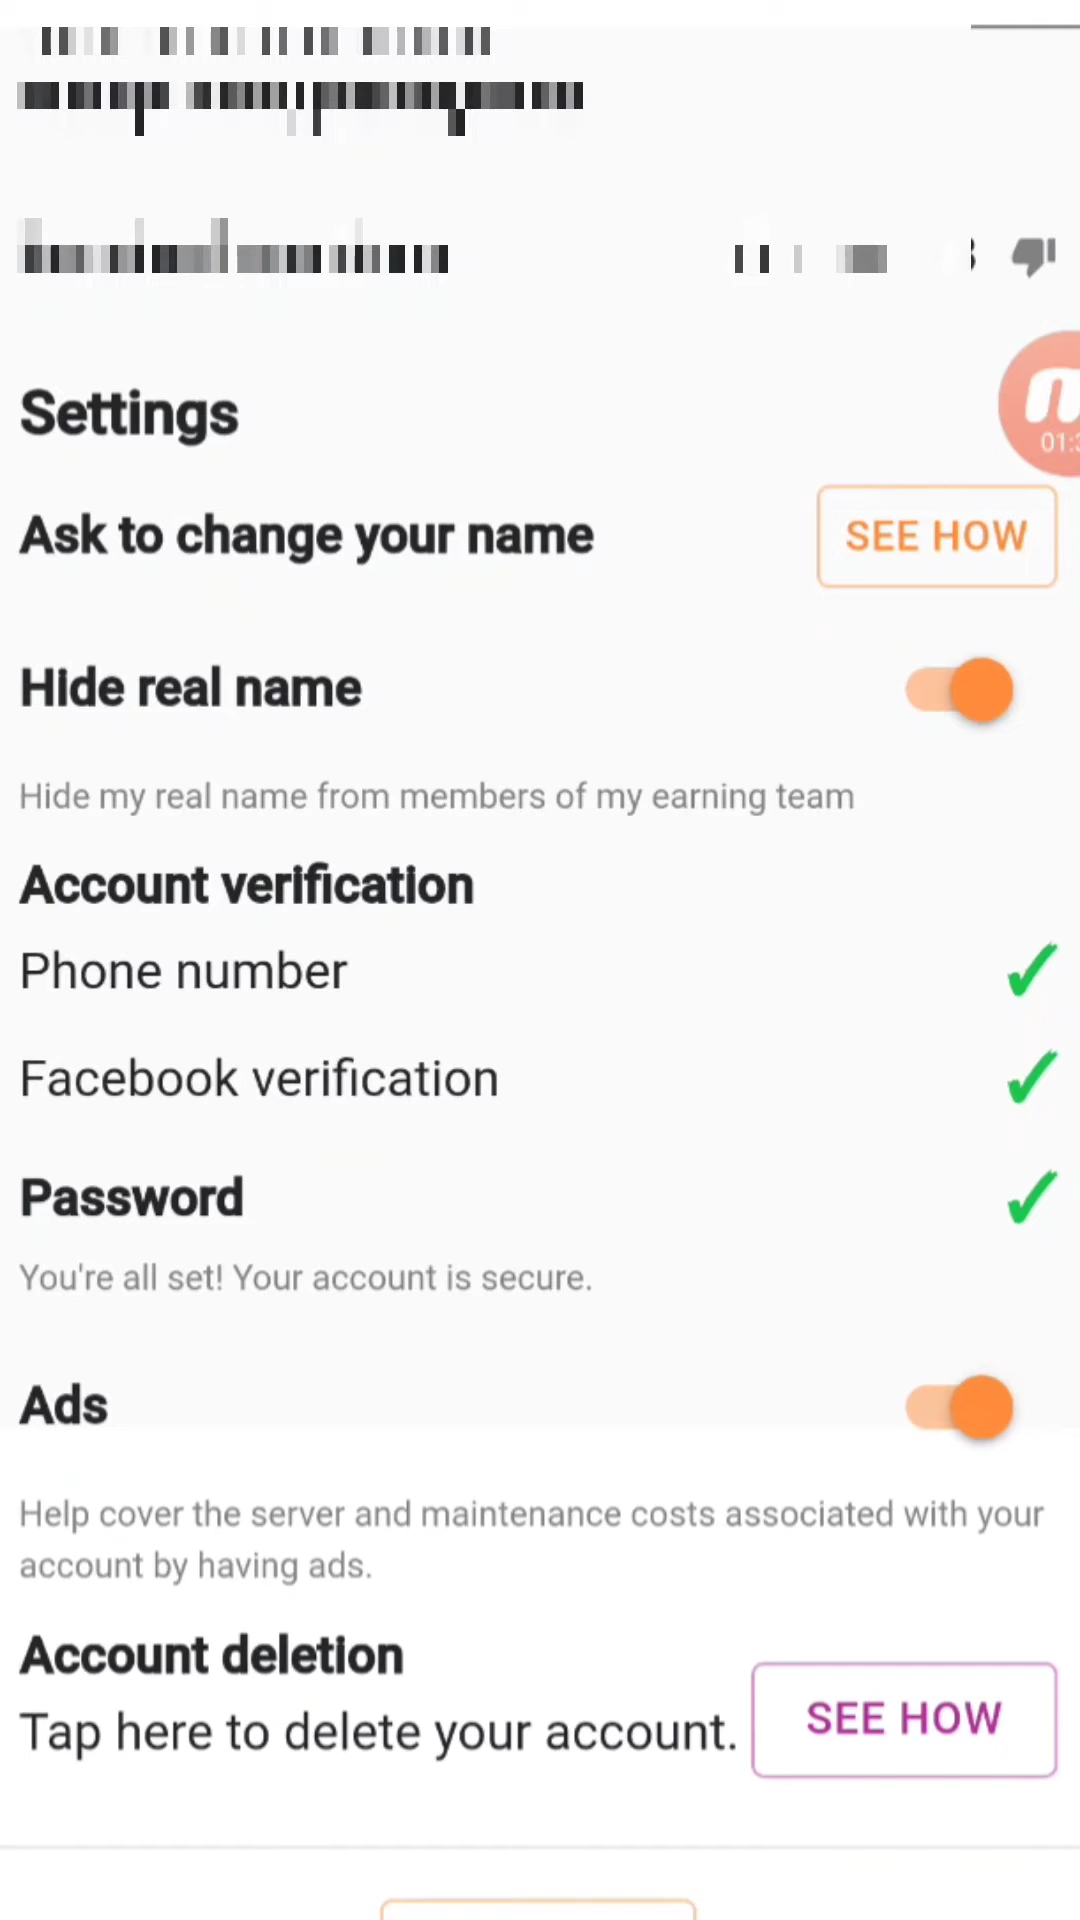 Settings
Ask to change your name
SEE HOW
Hide real name
Hide my real name from members of my earning team
Account verification
Phone number
Facebook verification
Password
You're all set! Your account is secure.
Ads
Help cover the server and maintenance costs associated with your
account by having ads.
Account deletion
Tap here to delete your account.
SEE HOW